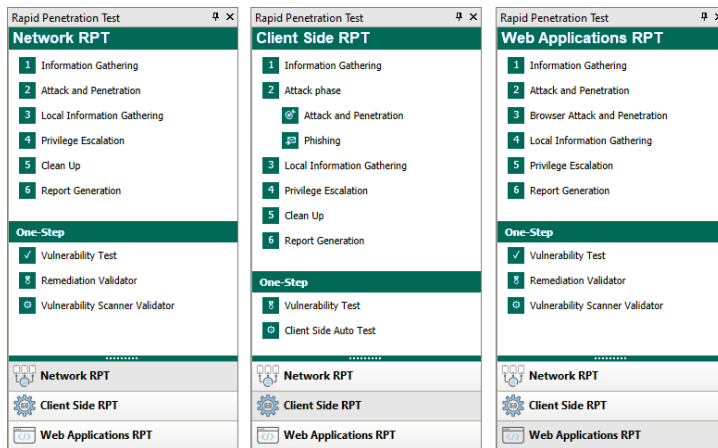 Rapid Penetration Test
Network RPT
1 Information Gathering
2 Attack and Penetration
3 Local Information Gathering
4 Privilege Escalation
5 Clean Up
6 Report Generation
One-Step
Vulnerability Test
Remediation Validator
Vulnerability Scanner Validator
Network RPT
Client Side RPT
Web Applications RPT
Rapid Penetration Test
Client Side RPT
1 Information Gathering
2 Attack phase
Attack and Penetration
Phishing
3 Local Information Gathering
4 Privilege Escalation
5 Clean Up
6 Report Generation
One-Step
Vulnerability Test
Client Side Auto Test
Network RPT
Client Side RPT
Web Applications RPT
Rapid Penetration Test
Web Applications RPT
1 Information Gathering
2 Attack and Penetration
3 Browser Attack and Penetration
4 Local Information Gathering
5 Privilege Escalation
6 Report Generation
One-Step
Vulnerability Test
Remediation Validator
Vulnerability Scanner Validator
Network RPT
Client Side RPT
Web Applications RPT